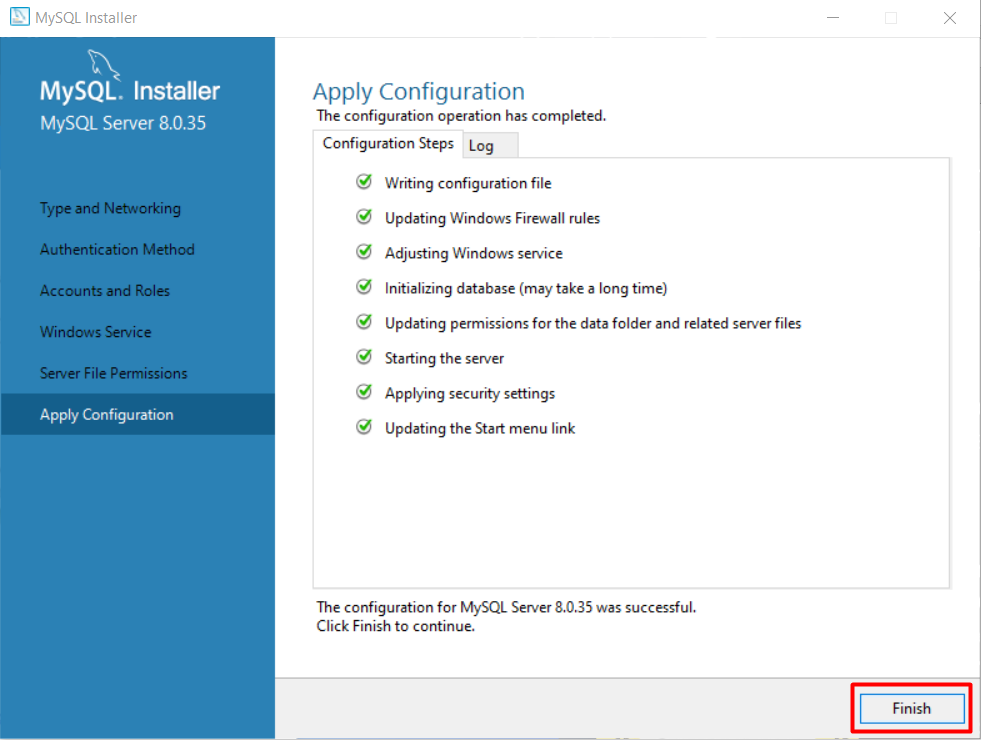 MySQL Installer
MySQL. Installer
MySQL Server 8.0.35
Type and Networking
Authentication Method
Accounts and Roles
Windows Service
Server File Permissions
Apply Configuration
Apply Configuration
The configuration operation has completed.
Configuration Steps Log
Writing configuration file
Updating Windows Firewall rules
Adjusting Windows service
Initializing database (may take a long time)
Updating permissions for the data folder and related server files
Starting the server
Applying security settings
Updating the Start menu link
The configuration for MySQL Server 8.0.35 was successful.
Click Finish to continue.
Finish